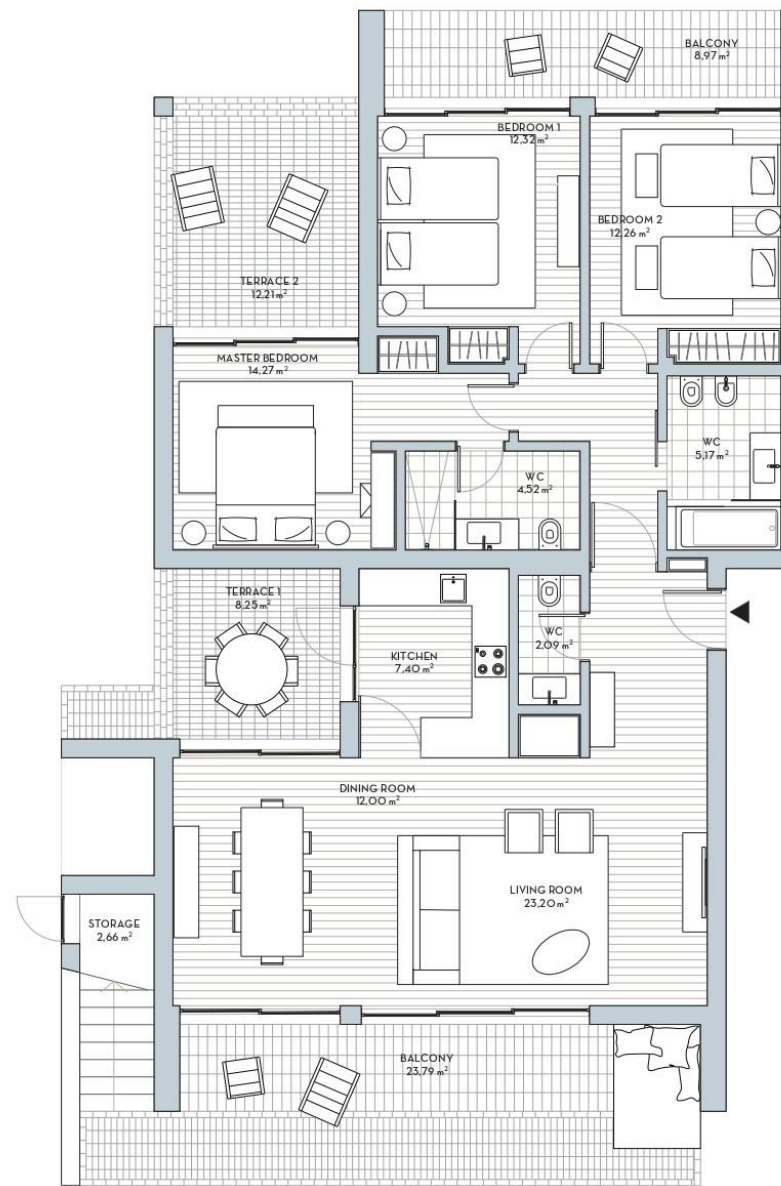 BALCONY
8,97 m²
BEDROOM 1
12,32 m²
BEDROOM 2
12,26 m²
TERRACE 2
12,21 m²
MASTER BEDROOM
14,27 m²
WC
5,17 m²
WC
4,52 m²
TERRACE 1
8,25 m²
WC
2,09 m²
KITCHEN
7,40 m²
DINING ROOM
12,00 m²
LIVING ROOM
23,20 m²
STORAGE
2,66 m²
BALCONY
23,79 m²